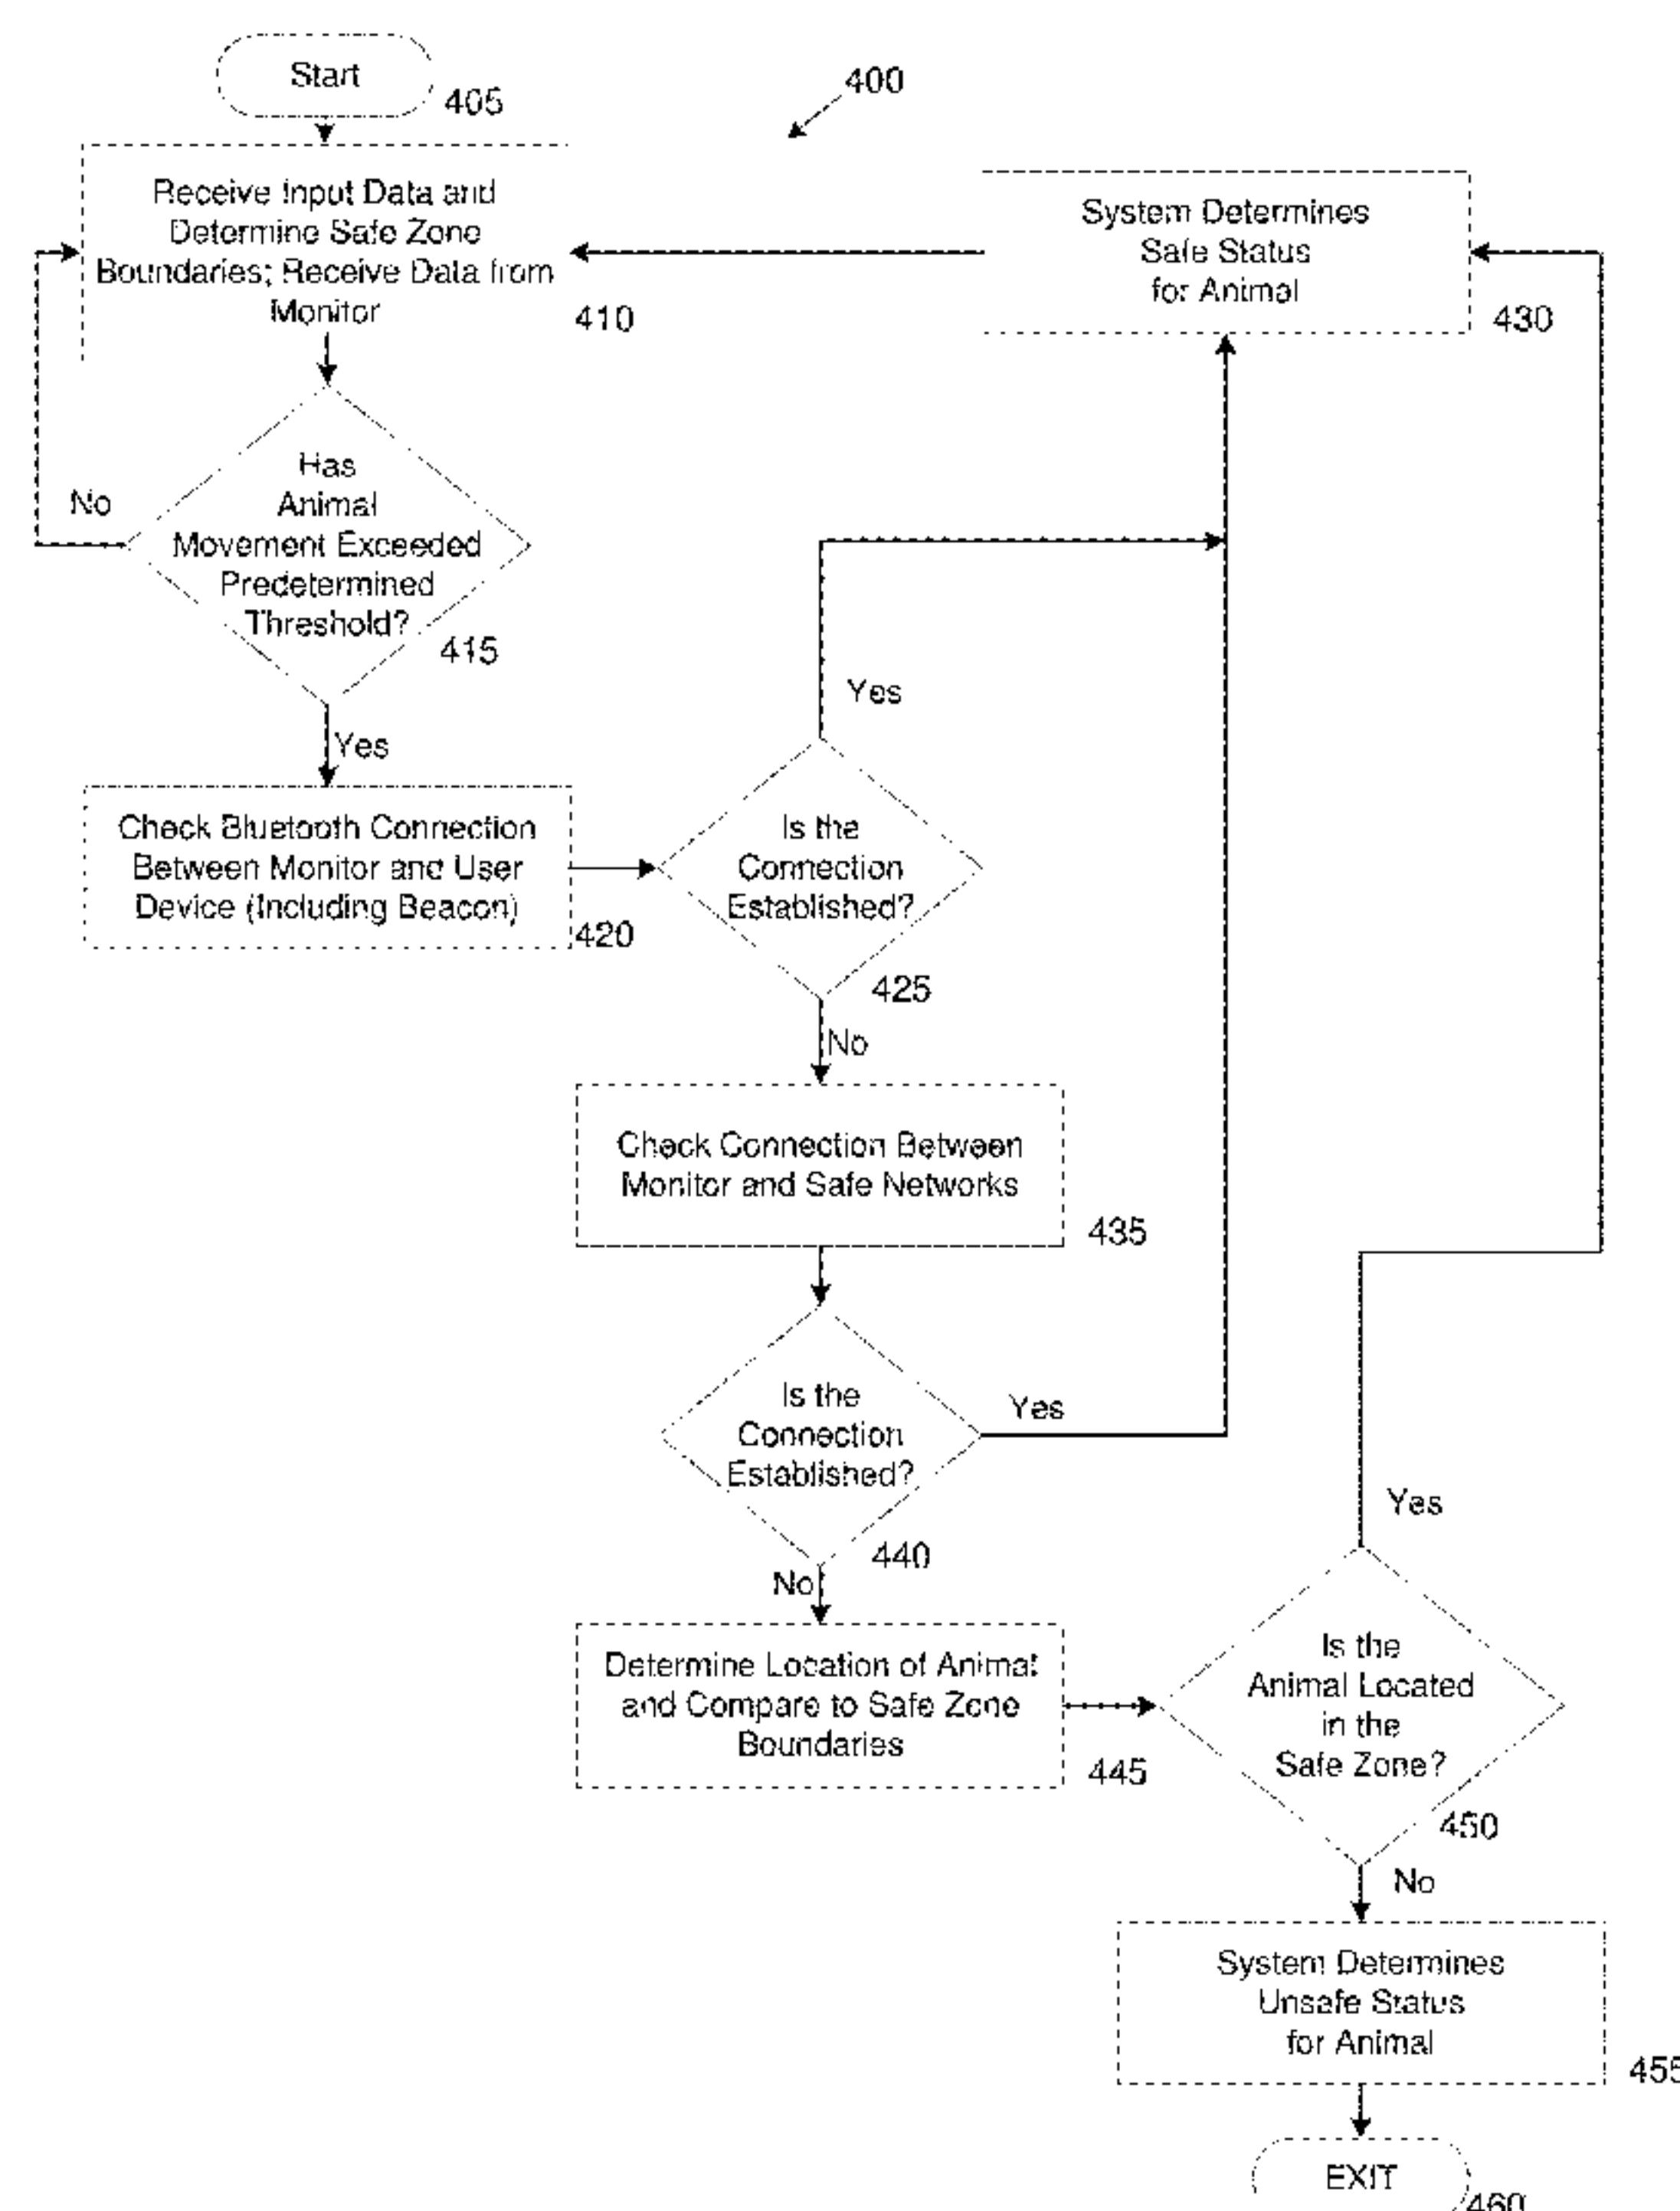 Start
405
400
Receive Input Data and
Determine Safe Zone
Boundaries; Receive Data from
Monitor
410
System Determines
Safe Status
for Animal
430
Has
Animal
Movement Exceeded
Predetermined
Threshold?
415
No
Yes
Check Bluetooth Connection
Between Monitor and User
Device (Including Beacon)
420
Is the
Connection
Established?
425
Yes
No
Check Connection Between
Monitor and Safe Networks
435
Is the
Connection
Established?
440
Yes
No
Determine Location of Animal
and Compare to Safe Zone
Boundaries
445
Is the
Animal Located
in the
Safe Zone?
450
Yes
No
System Determines
Unsafe Status
for Animal
455
EXIT
460